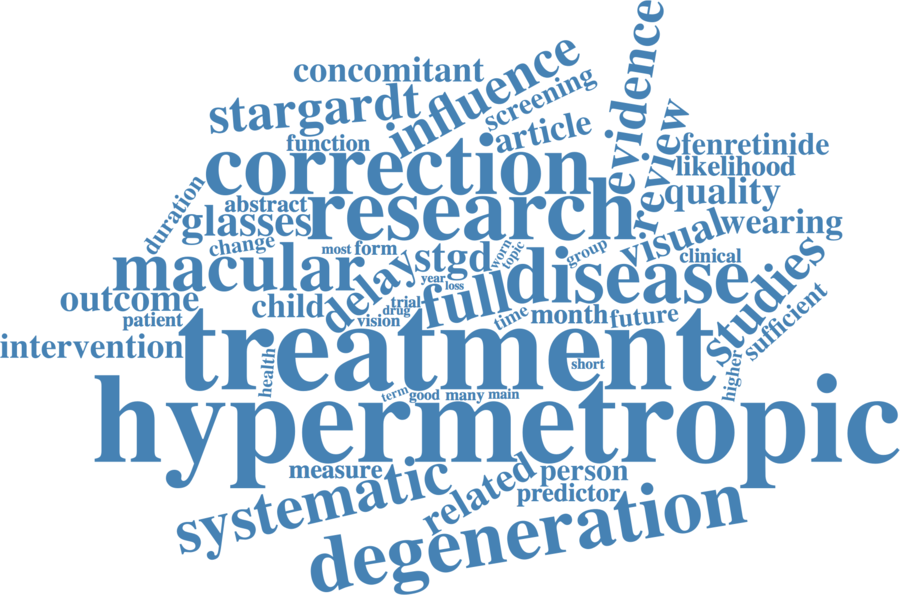 concomitant
influence
evidence
stargardt
screening
function
article
review
fenretinide
correction
likelihood
duration
abstract
glasses
research
quality
visual
wearing
change
most
form
stgd
worn
topic
group
clinical
macular
delay
year
loss
full
disease
studies
outcome
child
trial
drug
vision
patient
time
month
future
sufficient
intervention
treatment
health
short
higher
term
good
many
main
hypermetropic
measure
systematic
related
person
predictor
degeneration